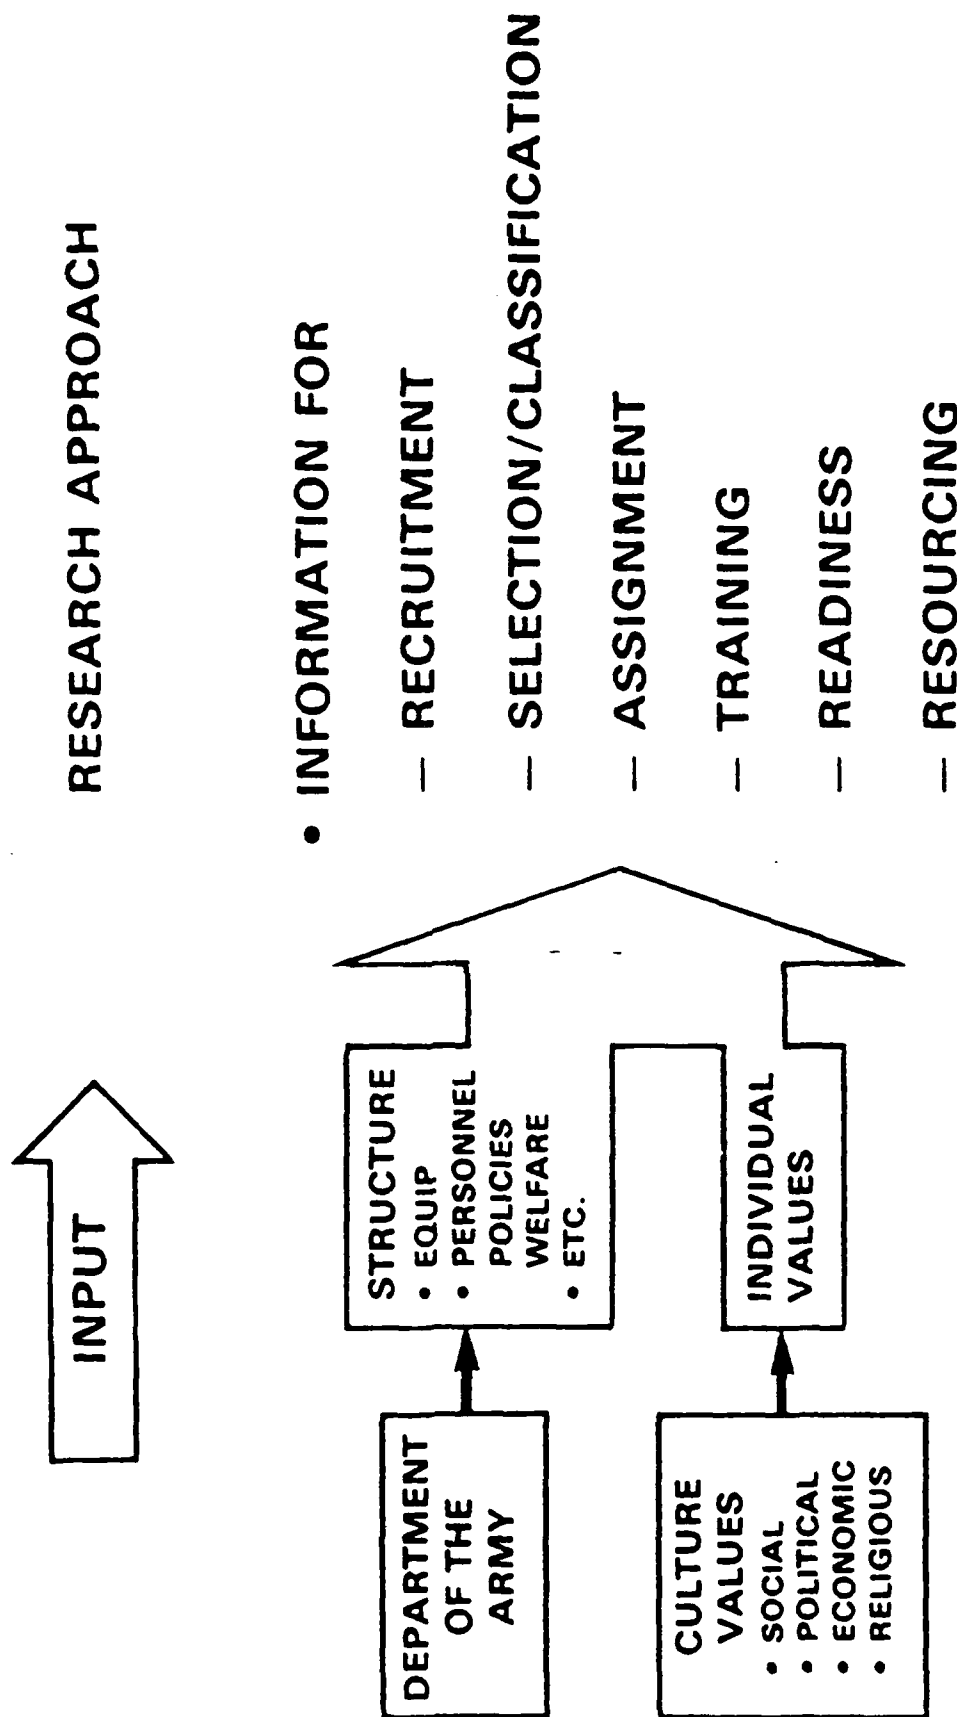 INPUT
RESEARCH APPROACH
DEPARTMENT
OF THE
ARMY
STRUCTURE
• EQUIP
• PERSONNEL
POLICIES
WELFARE
• ETC.
CULTURE
VALUES
• SOCIAL
• POLITICAL
• ECONOMIC
• RELIGIOUS
INDIVIDUAL
VALUES
• INFORMATION FOR
— RECRUITMENT
— SELECTION/CLASSIFICATION
— ASSIGNMENT
— TRAINING
— READINESS
— RESOURCING